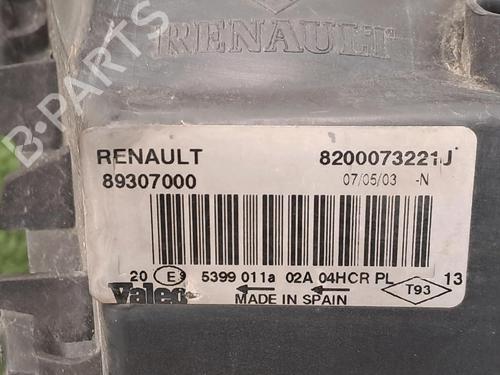 RENAULT
B-PARTS
RENAULT 8200073221J
89307000 07/05/03 -N
20 E9 5399 011a 02A 04HCR PL 13
Valeo MADE IN SPAIN T93